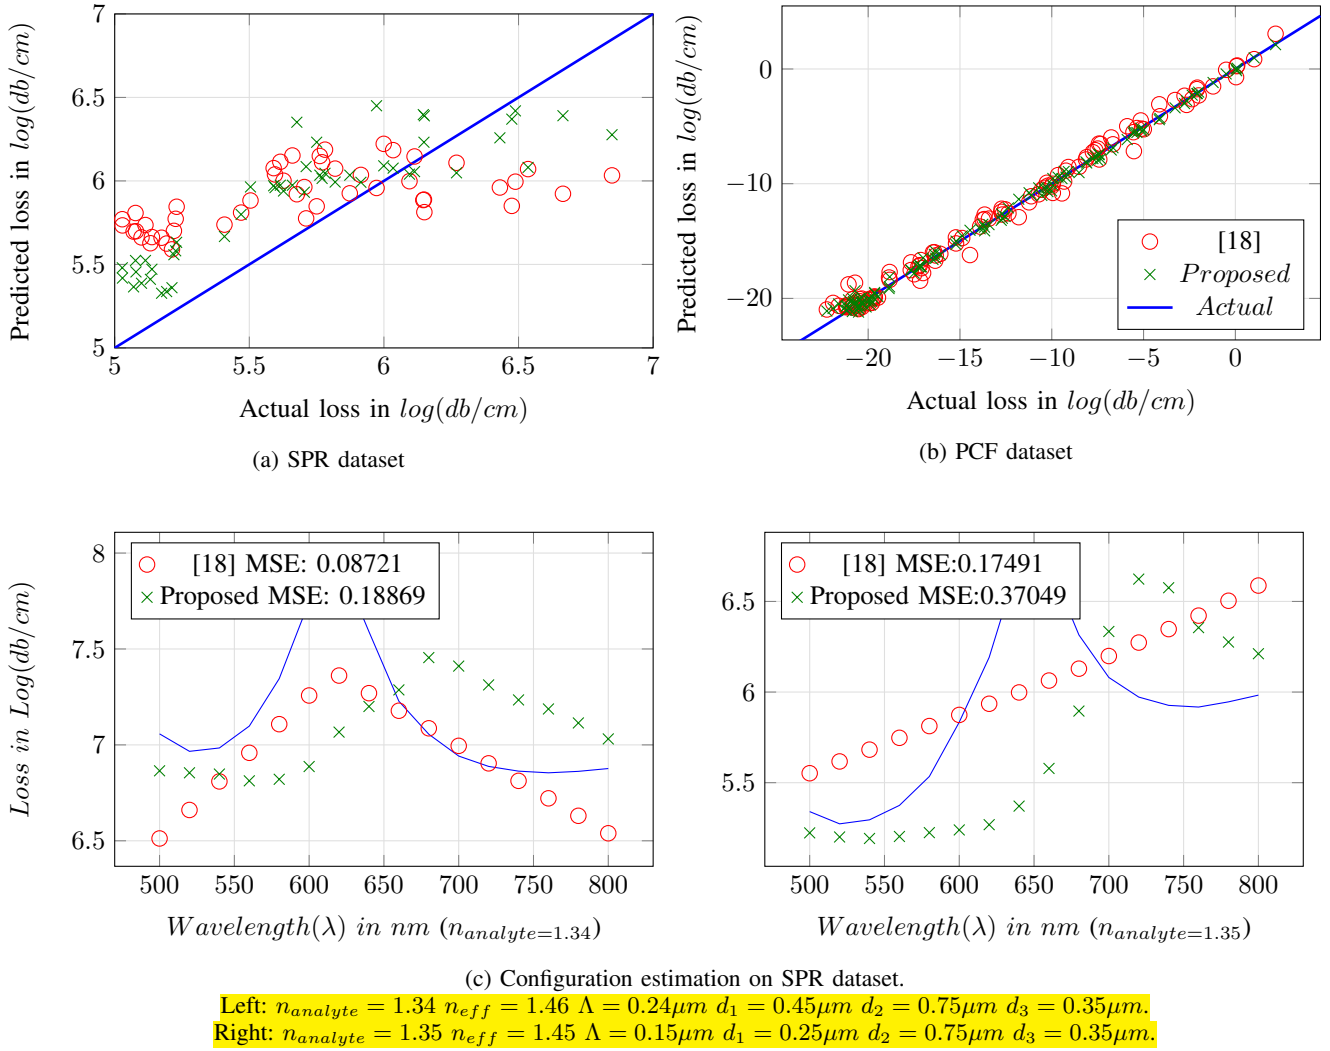 7
6.5
6
5.5
5
5 5.5 6 6.5 7
Predicted loss in log(db/cm)
Actual loss in log(db/cm)
(a) SPR dataset
0
−10
−20
−20 −15 −10 −5 0
Predicted loss in log(db/cm)
Actual loss in log(db/cm)
[18]
Proposed
Actual
(b) PCF dataset
8
7.5
7
6.5
500 550 600 650 700 750 800
Loss in Log(db/cm)
[18] MSE: 0.08721
Proposed MSE: 0.18869
Wavelength(λ) in nm (n_analyte=1.34)
6.5
6
5.5
500 550 600 650 700 750 800
[18] MSE:0.17491
Proposed MSE:0.37049
Wavelength(λ) in nm (n_analyte=1.35)
(c) Configuration estimation on SPR dataset.
Left: n_analyte = 1.34 n_eff = 1.46 Λ = 0.24μm d₁ = 0.45μm d₂ = 0.75μm d₃ = 0.35μm.
Right: n_analyte = 1.35 n_eff = 1.45 Λ = 0.15μm d₁ = 0.25μm d₂ = 0.75μm d₃ = 0.35μm.